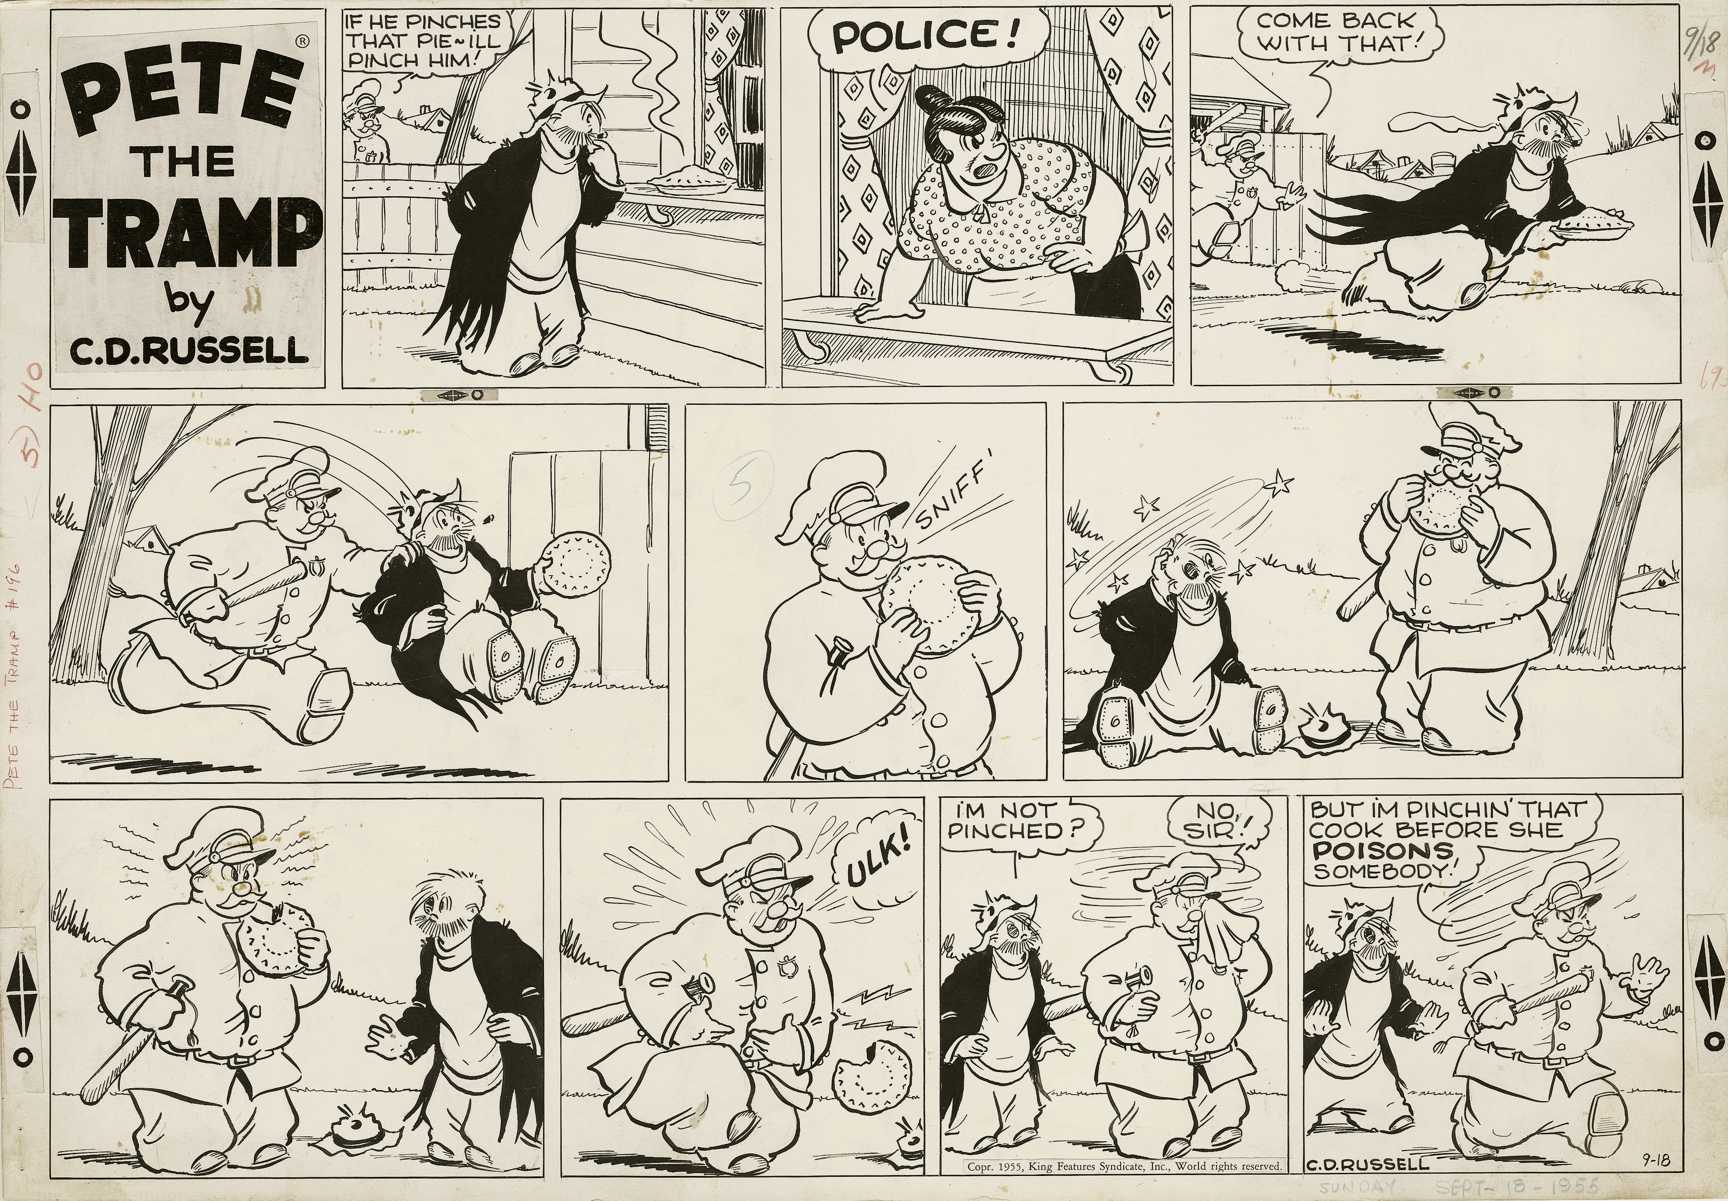 PETE ®
THE
TRAMP
by
C.D.RUSSELL
IF HE PINCHES
THAT PIE~ILL
PINCH HIM!
POLICE!
COME BACK
WITH THAT!
9/18
5) HO
PETE THE TRAMP #196
5
SNIFF'
ULK!
I'M NOT
PINCHED?
NO,
SIR!
Copr. 1955, King Features Syndicate, Inc., World rights reserved.
BUT I'M PINCHIN' THAT
COOK BEFORE SHE
POISONS
SOMEBODY!
C.D.RUSSELL
9-18
SUNDAY SEPT-18-1955